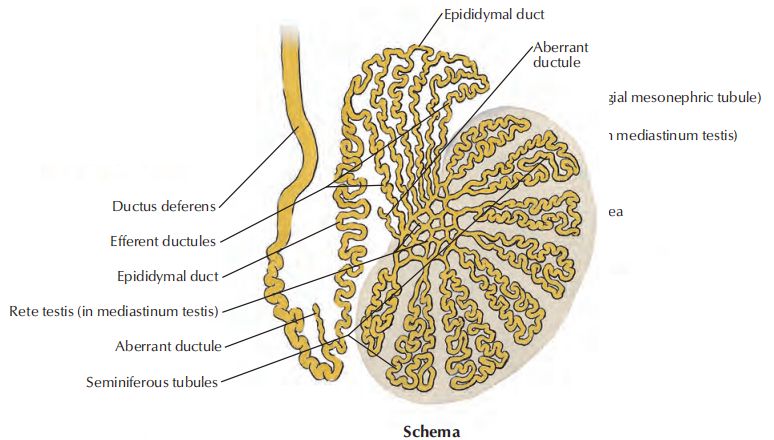 Epididymal duct
Aberrant
ductule
gial mesonephric tubule)
n mediastinum testis)
Ductus deferens
ea
Efferent ductules
Epididymal duct
Rete testis (in mediastinum testis)
Aberrant ductule
Seminiferous tubules
Schema